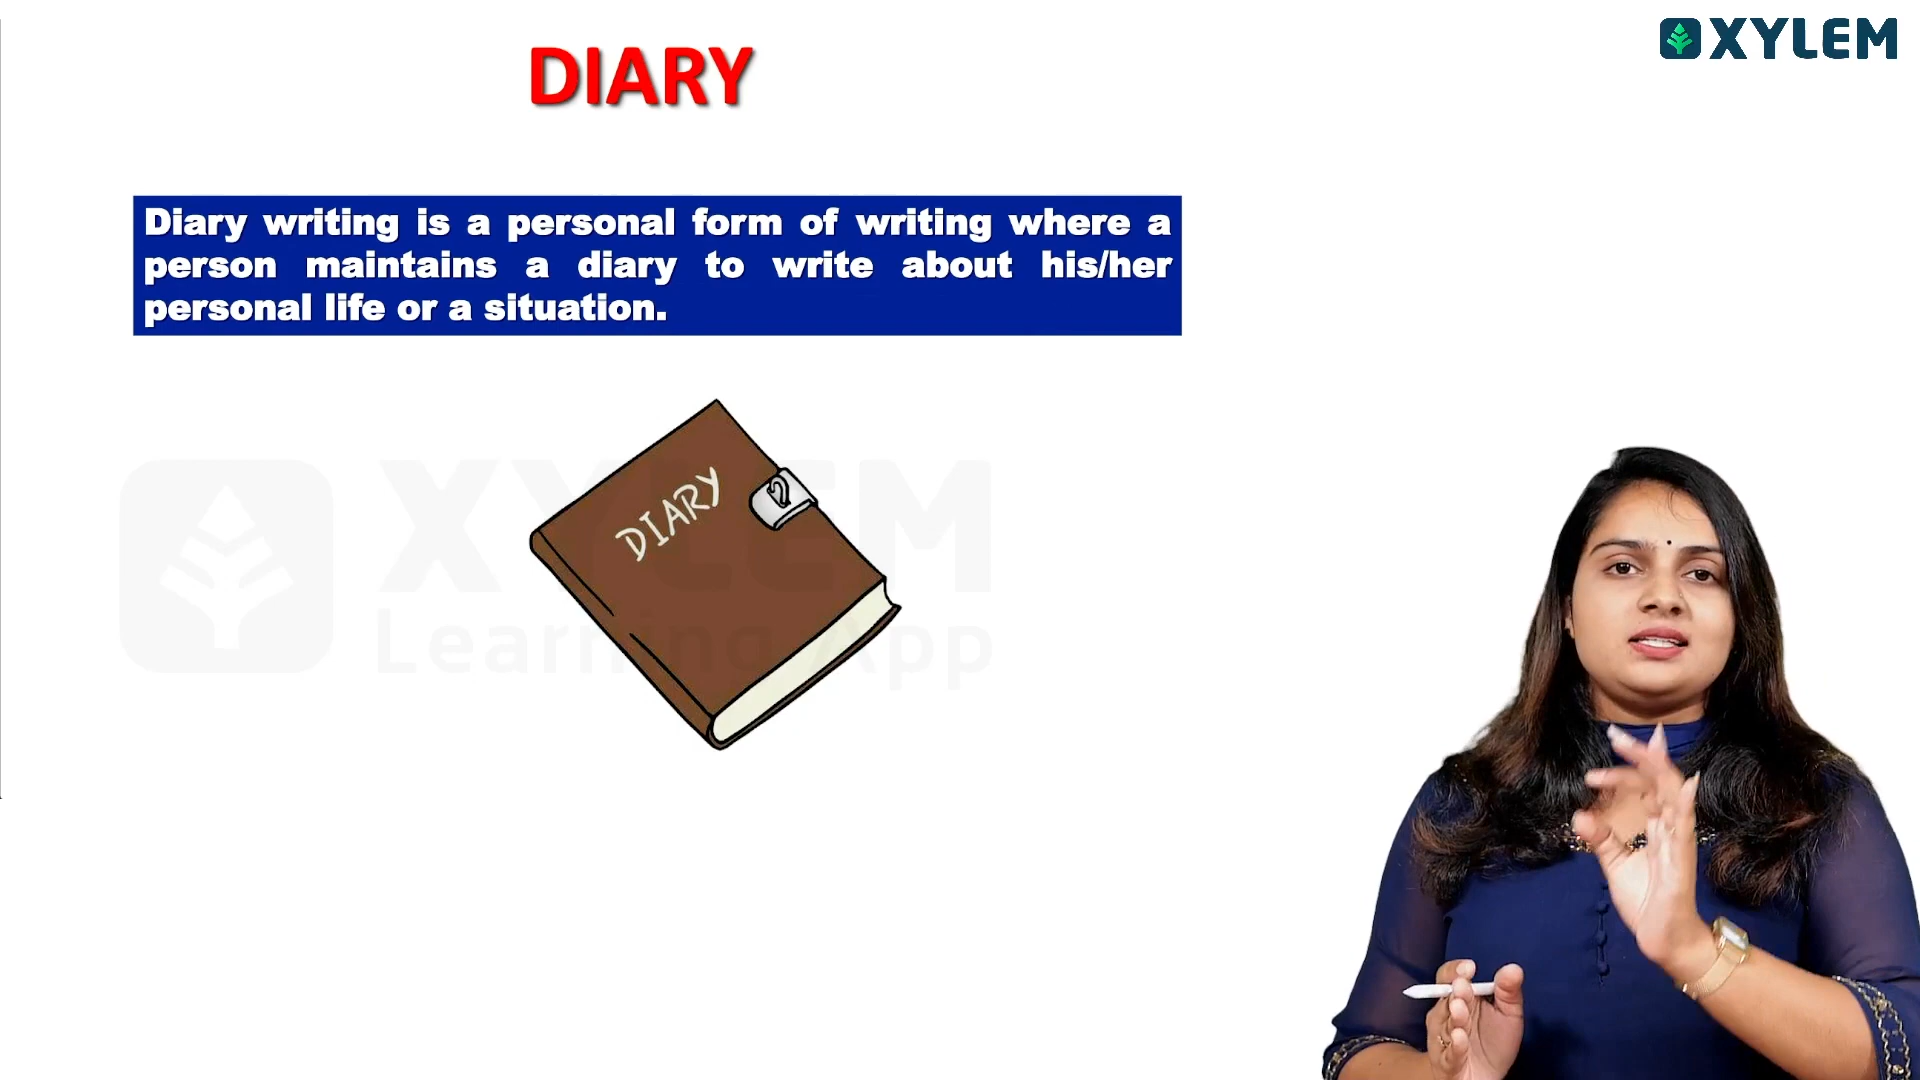 XYLEM
DIARY
Diary writing is a personal form of writing where a
person maintains a diary to write about his/her
personal life or a situation.
DIARY
XYLEM
Learning App